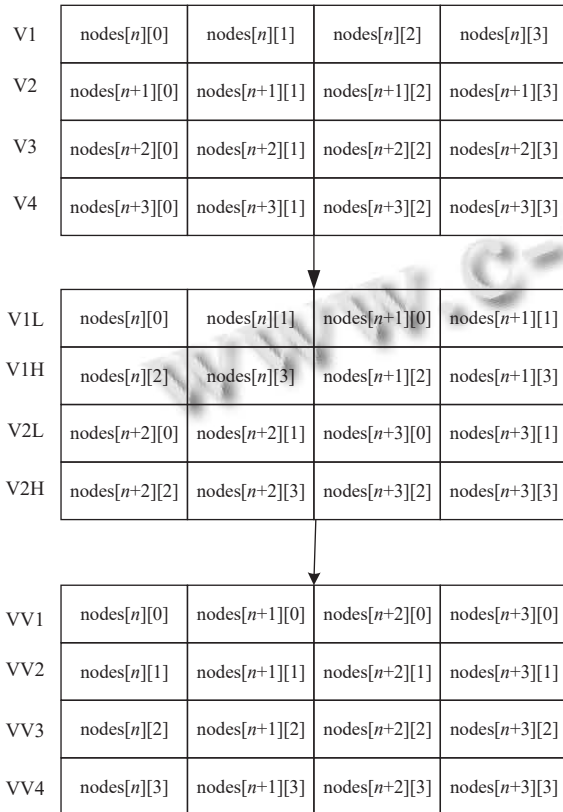 V1 nodes[n][0] nodes[n][1] nodes[n][2] nodes[n][3]
V2 nodes[n+1][0] nodes[n+1][1] nodes[n+1][2] nodes[n+1][3]
V3 nodes[n+2][0] nodes[n+2][1] nodes[n+2][2] nodes[n+2][3]
V4 nodes[n+3][0] nodes[n+3][1] nodes[n+3][2] nodes[n+3][3]
www.c-
V1L nodes[n][0] nodes[n][1] nodes[n+1][0] nodes[n+1][1]
V1H nodes[n][2] nodes[n][3] nodes[n+1][2] nodes[n+1][3]
V2L nodes[n+2][0] nodes[n+2][1] nodes[n+3][0] nodes[n+3][1]
V2H nodes[n+2][2] nodes[n+2][3] nodes[n+3][2] nodes[n+3][3]
VV1 nodes[n][0] nodes[n+1][0] nodes[n+2][0] nodes[n+3][0]
VV2 nodes[n][1] nodes[n+1][1] nodes[n+2][1] nodes[n+3][1]
VV3 nodes[n][2] nodes[n+1][2] nodes[n+2][2] nodes[n+3][2]
VV4 nodes[n][3] nodes[n+1][3] nodes[n+2][3] nodes[n+3][3]